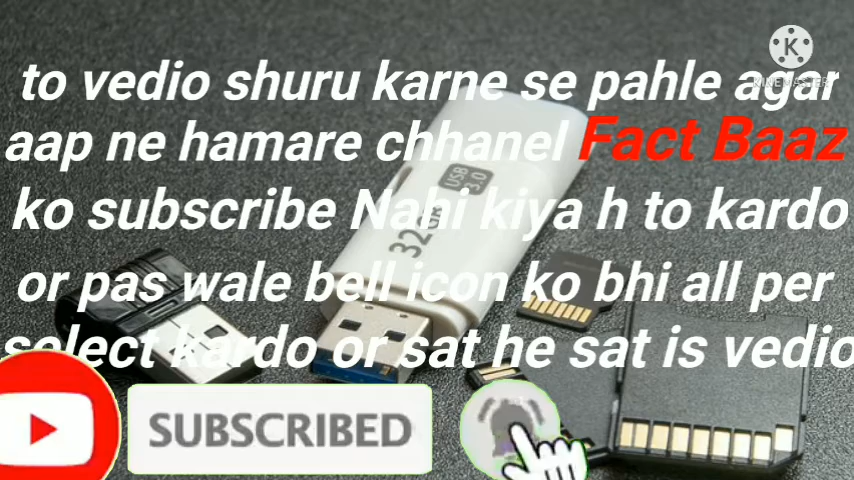 KINEMASTER
to vedio shuru karne se pahle agar
aap ne hamare chhanel Fact Baaz
ko subscribe Nahi kiya h to kardo
or pas wale bell icon ko bhi all per
select kardo or sat he sat is vedio
USB 3.0
32GB
SUBSCRIBED